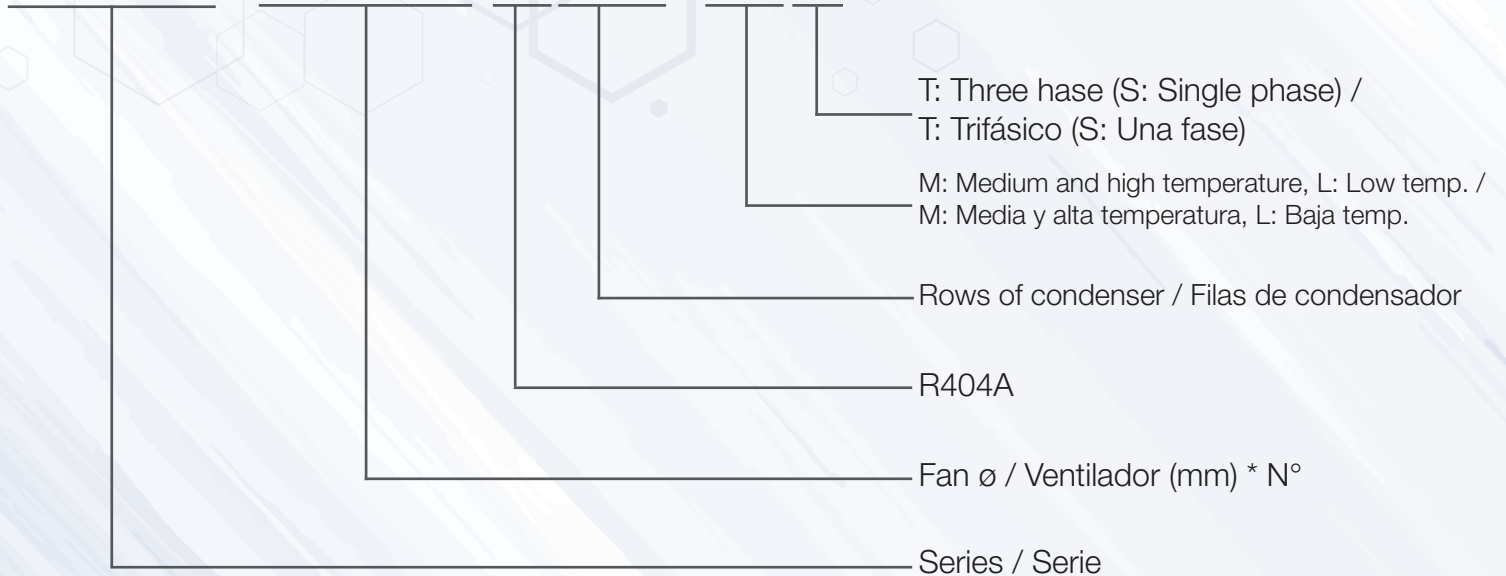 T: Three hase (S: Single phase) /
T: Trifásico (S: Una fase)
M: Medium and high temperature, L: Low temp. /
M: Media y alta temperatura, L: Baja temp.
Rows of condenser / Filas de condensador
R404A
Fan ø / Ventilador (mm) * N°
Series / Serie